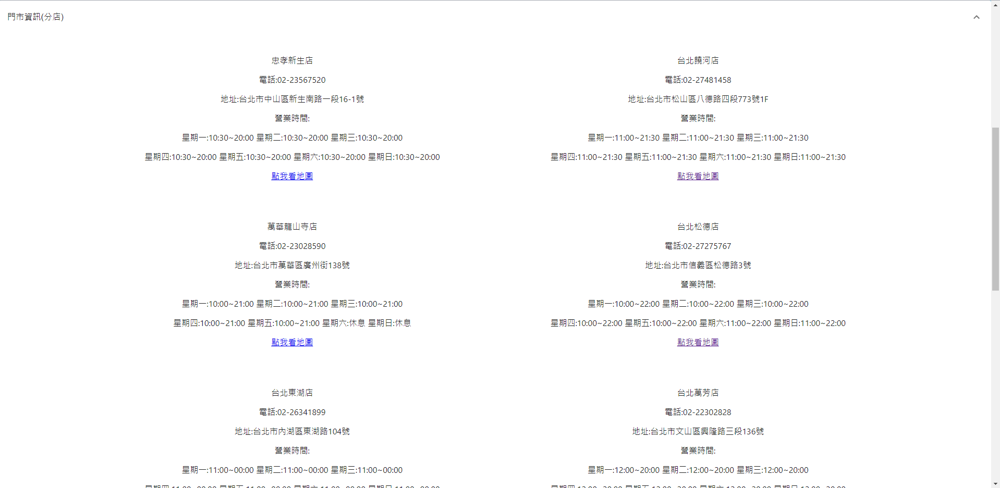 門市資訊(分店)
忠孝新生店
電話:02-23567520
地址:台北市中山區新生南路一段16-1號
營業時間:
星期一:10:30~20:00 星期二:10:30~20:00 星期三:10:30~20:00
星期四:10:30~20:00 星期五:10:30~20:00 星期六:10:30~20:00 星期日:10:30~20:00
點我看地圖
台北饒河店
電話:02-27481458
地址:台北市松山區八德路四段773號1F
營業時間:
星期一:11:00~21:30 星期二:11:00~21:30 星期三:11:00~21:30
星期四:11:00~21:30 星期五:11:00~21:30 星期六:11:00~21:30 星期日:11:00~21:30
點我看地圖
萬華龍山寺店
電話:02-23028590
地址:台北市萬華區廣州街138號
營業時間:
星期一:10:00~21:00 星期二:10:00~21:00 星期三:10:00~21:00
星期四:10:00~21:00 星期五:10:00~21:00 星期六:休息 星期日:休息
點我看地圖
台北松德店
電話:02-27275767
地址:台北市信義區松德路3號
營業時間:
星期一:10:00~22:00 星期二:10:00~22:00 星期三:10:00~22:00
星期四:10:00~22:00 星期五:10:00~22:00 星期六:11:00~22:00 星期日:11:00~22:00
點我看地圖
台北東湖店
電話:02-26341899
地址:台北市內湖區東湖路104號
營業時間:
星期一:11:00~00:00 星期二:11:00~00:00 星期三:11:00~00:00
台北萬芳店
電話:02-22302828
地址:台北市文山區興隆路三段136號
營業時間:
星期一:12:00~20:00 星期二:12:00~20:00 星期三:12:00~20:00